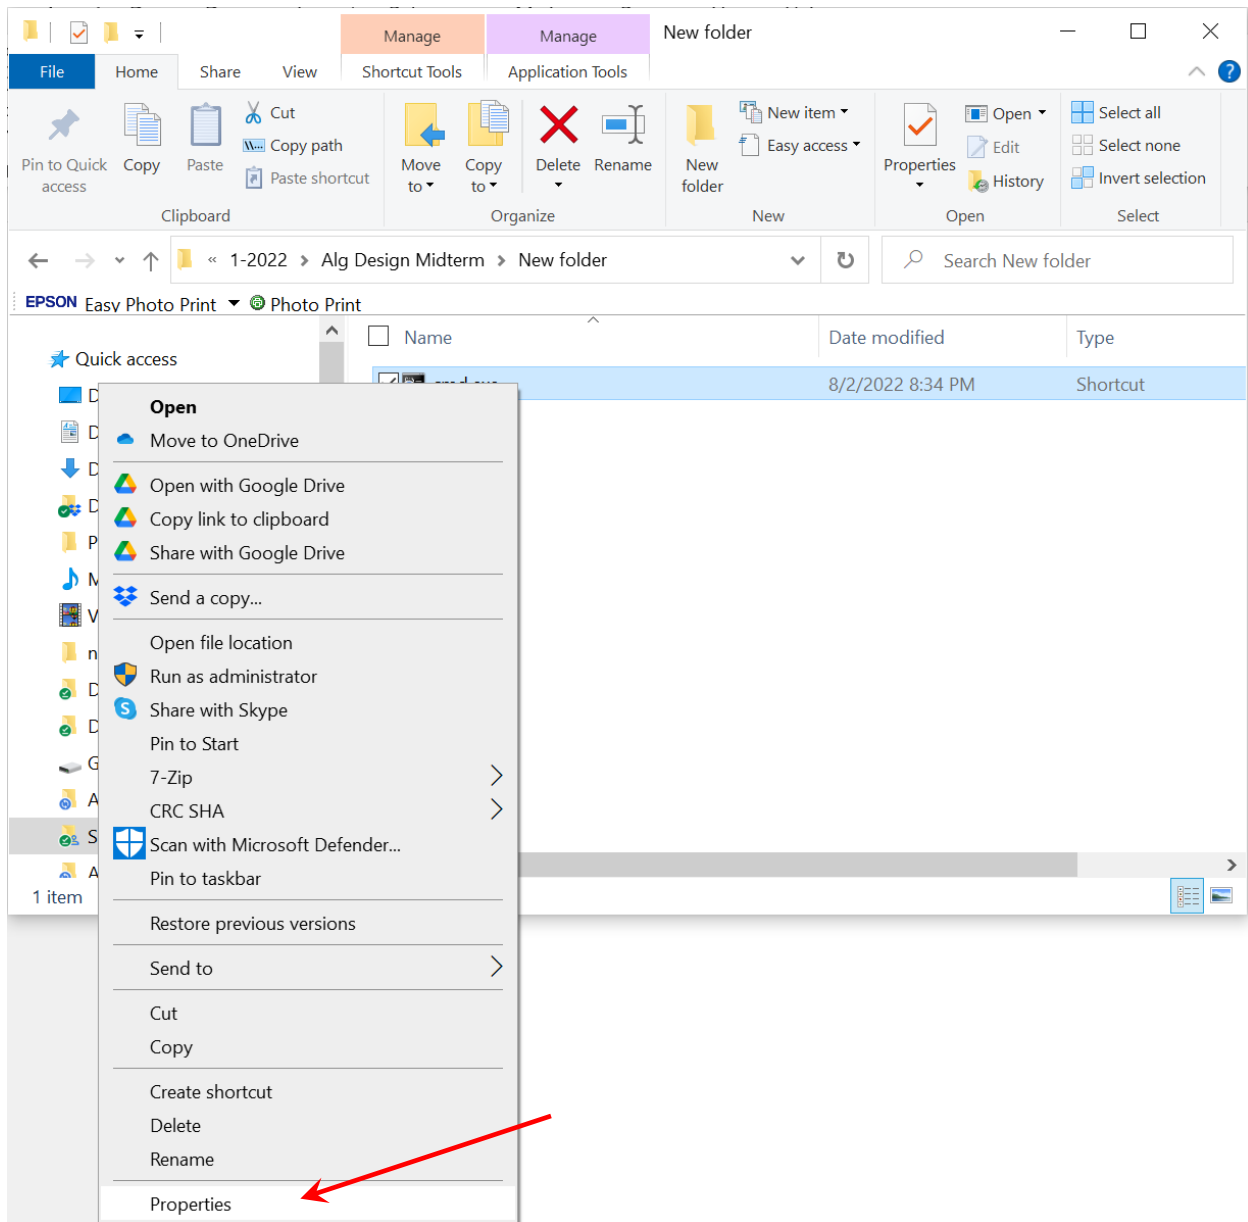 Manage
Manage
New folder
File
Home
Share
View
Shortcut Tools
Application Tools
Pin to Quick access
Copy
Paste
Cut
Copy path
Paste shortcut
Move to
Copy to
Delete
Rename
New folder
New item
Easy access
Properties
Open
Edit
History
Select all
Select none
Invert selection
Clipboard
Organize
New
Open
Select
« 1-2022 > Alg Design Midterm > New folder
Search New folder
EPSON Easy Photo Print
Photo Print
Name
Date modified
Type
Quick access
8/2/2022 8:34 PM
Shortcut
Open
Move to OneDrive
Open with Google Drive
Copy link to clipboard
Share with Google Drive
Send a copy...
Open file location
Run as administrator
Share with Skype
Pin to Start
7-Zip
CRC SHA
Scan with Microsoft Defender...
Pin to taskbar
1 item
Restore previous versions
Send to
Cut
Copy
Create shortcut
Delete
Rename
Properties